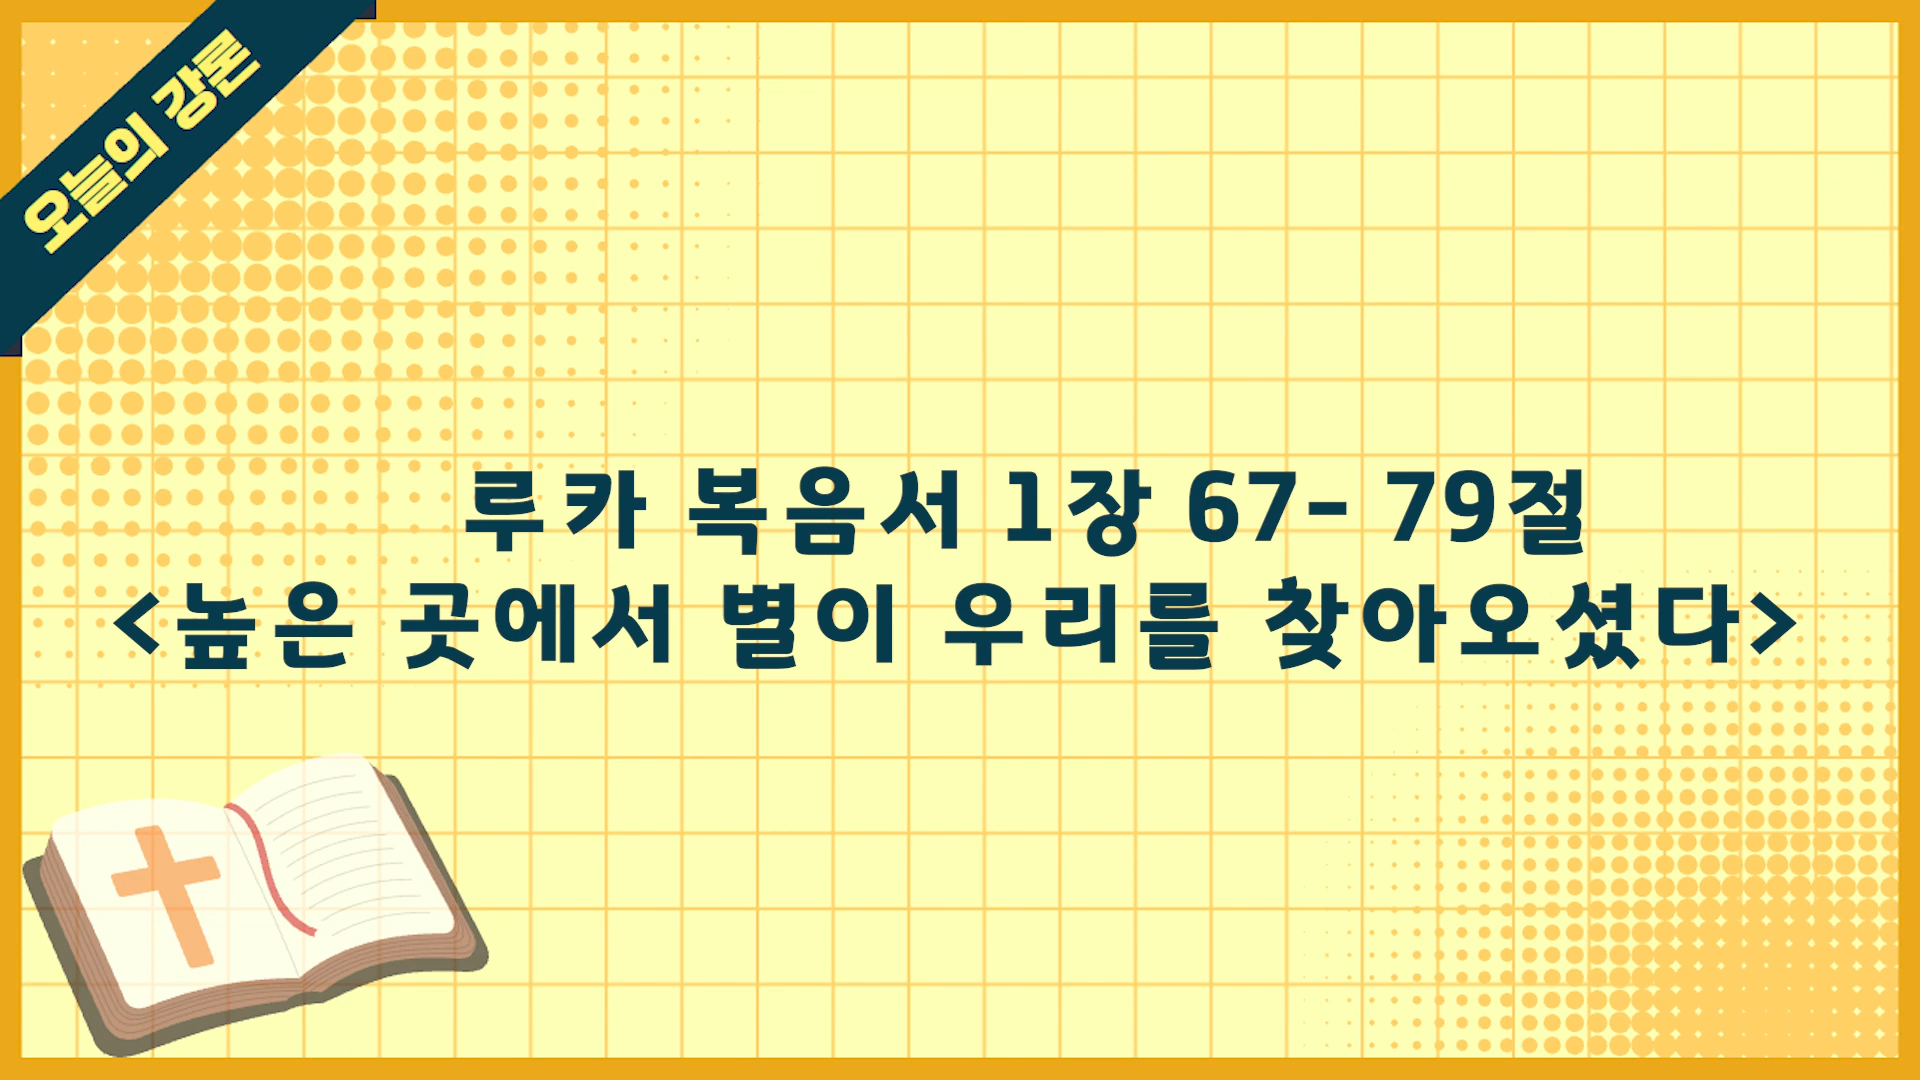 오늘의 강론
루카 복음서 1장 67- 79절
<높은 곳에서 별이 우리를 찾아오셨다>